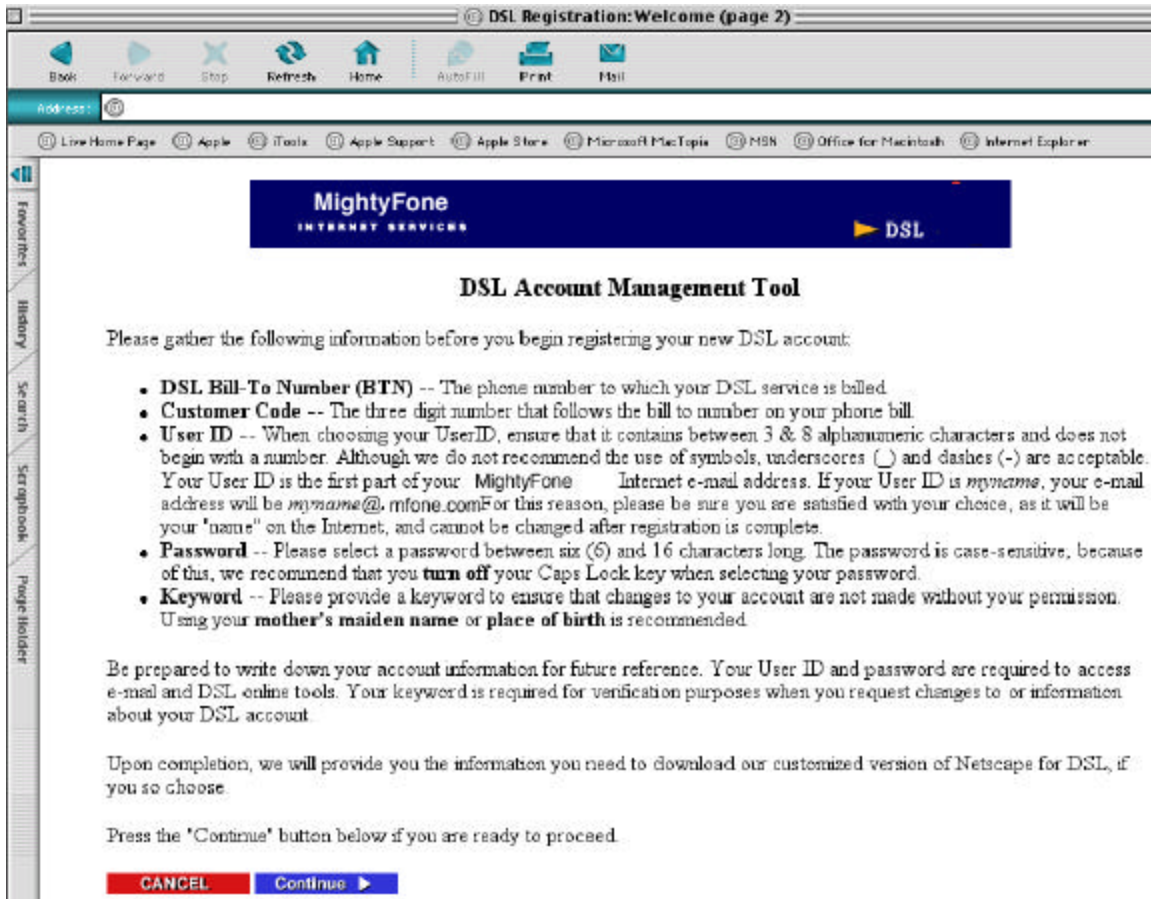 DSL Registration: Welcome (page 2)
Back Forward Stop Refresh Home AutoFill Print Mail
Address:
Live Home Page Apple iTools Apple Support Apple Store Microsoft MacTopia MSN Office for Macintosh Internet Explorer
Favorites
History
Search
Scrapbook
Page Holder
MightyFone
INTERNET SERVICES
DSL
DSL Account Management Tool
Please gather the following information before you begin registering your new DSL account:
• DSL Bill-To Number (BTN) -- The phone number to which your DSL service is billed.
• Customer Code -- The three digit number that follows the bill to number on your phone bill.
• User ID -- When choosing your UserID, ensure that it contains between 3 & 8 alphanumeric characters and does not
begin with a number. Although we do not recommend the use of symbols, underscores (_) and dashes (-) are acceptable.
Your User ID is the first part of your MightyFone Internet e-mail address. If your User ID is myname, your e-mail
address will be myname@. mfone.comFor this reason, please be sure you are satisfied with your choice, as it will be
your "name" on the Internet, and cannot be changed after registration is complete.
• Password -- Please select a password between six (6) and 16 characters long. The password is case-sensitive, because
of this, we recommend that you turn off your Caps Lock key when selecting your password.
• Keyword -- Please provide a keyword to ensure that changes to your account are not made without your permission.
Using your mother's maiden name or place of birth is recommended.
Be prepared to write down your account information for future reference. Your User ID and password are required to access
e-mail and DSL online tools. Your keyword is required for verification purposes when you request changes to or information
about your DSL account.
Upon completion, we will provide you the information you need to download our customized version of Netscape for DSL, if
you so choose.
Press the "Continue" button below if you are ready to proceed.
CANCEL Continue